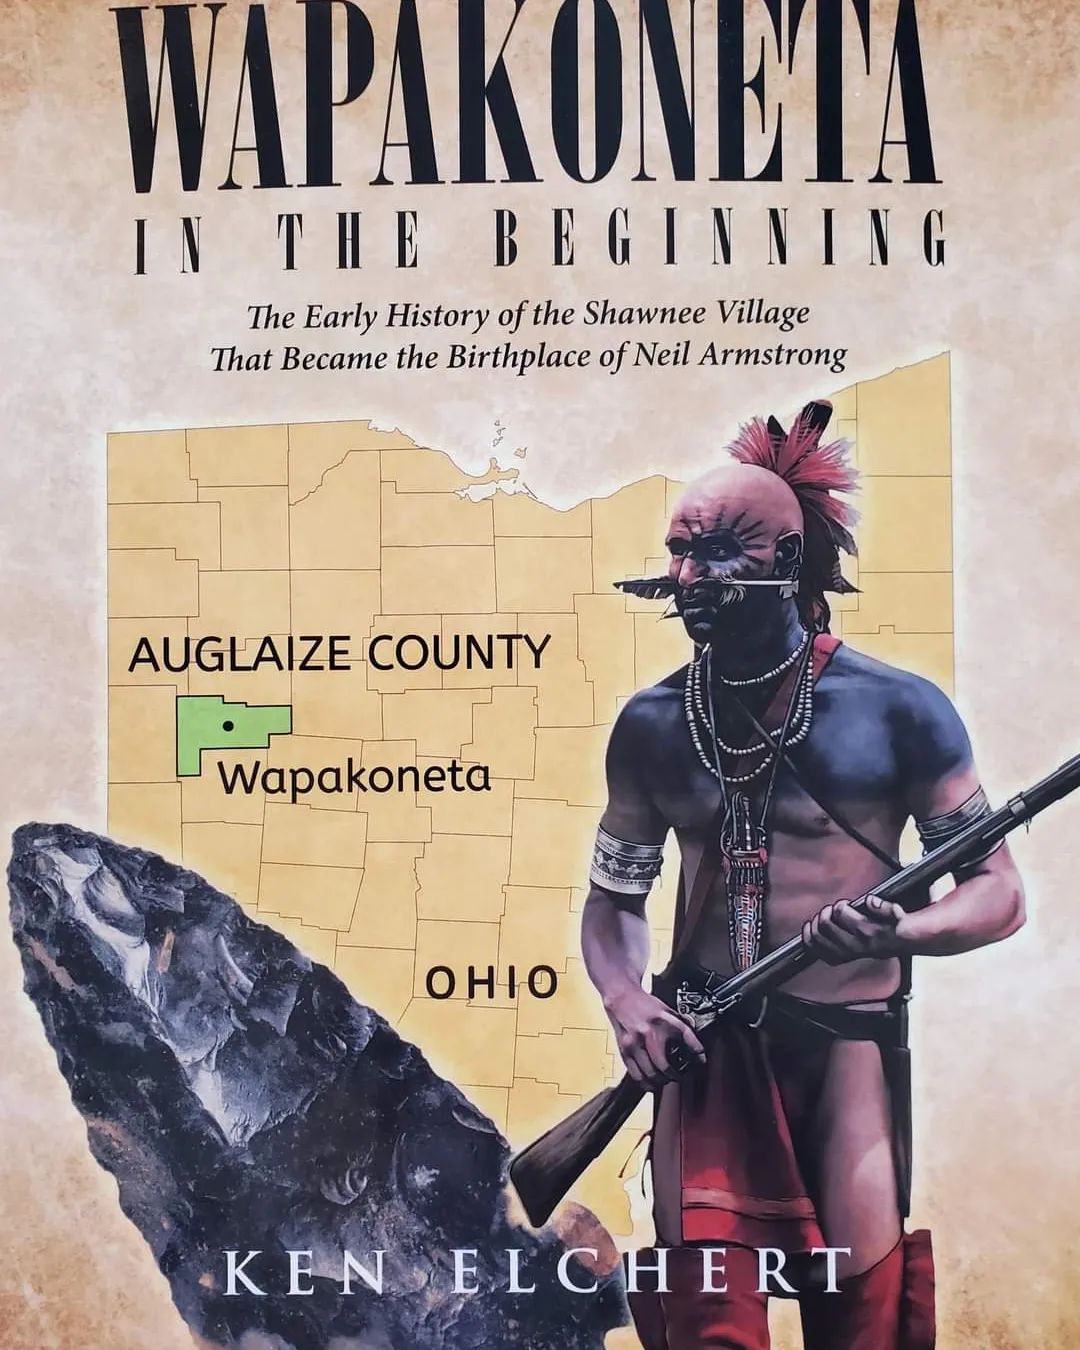 WAPAKONETA
IN THE BEGINNING
The Early History of the Shawnee Village
That Became the Birthplace of Neil Armstrong
AUGLAIZE COUNTY
Wapakoneta
OHIO
KEN ELCHERT